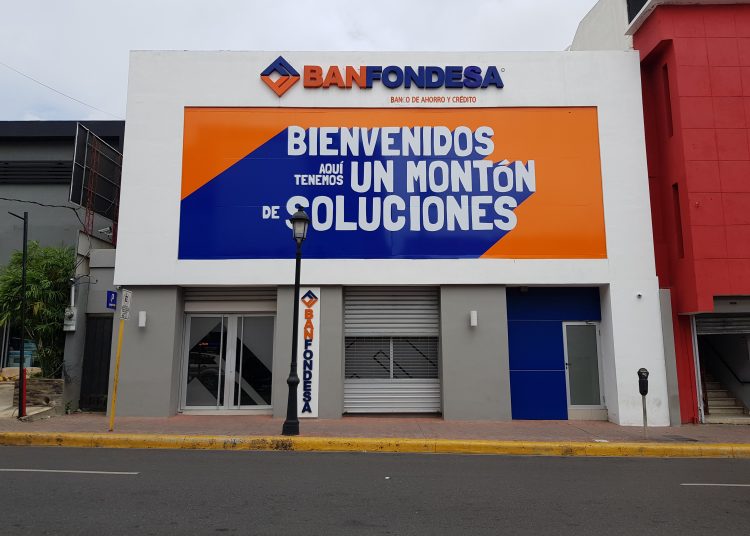 BANFONDESA
BANCO DE AHORRO Y CRÉDITO
BIENVENIDOS
AQUÍ
TENEMOS UN MONTÓN
DE SOLUCIONES
BANFONDESA